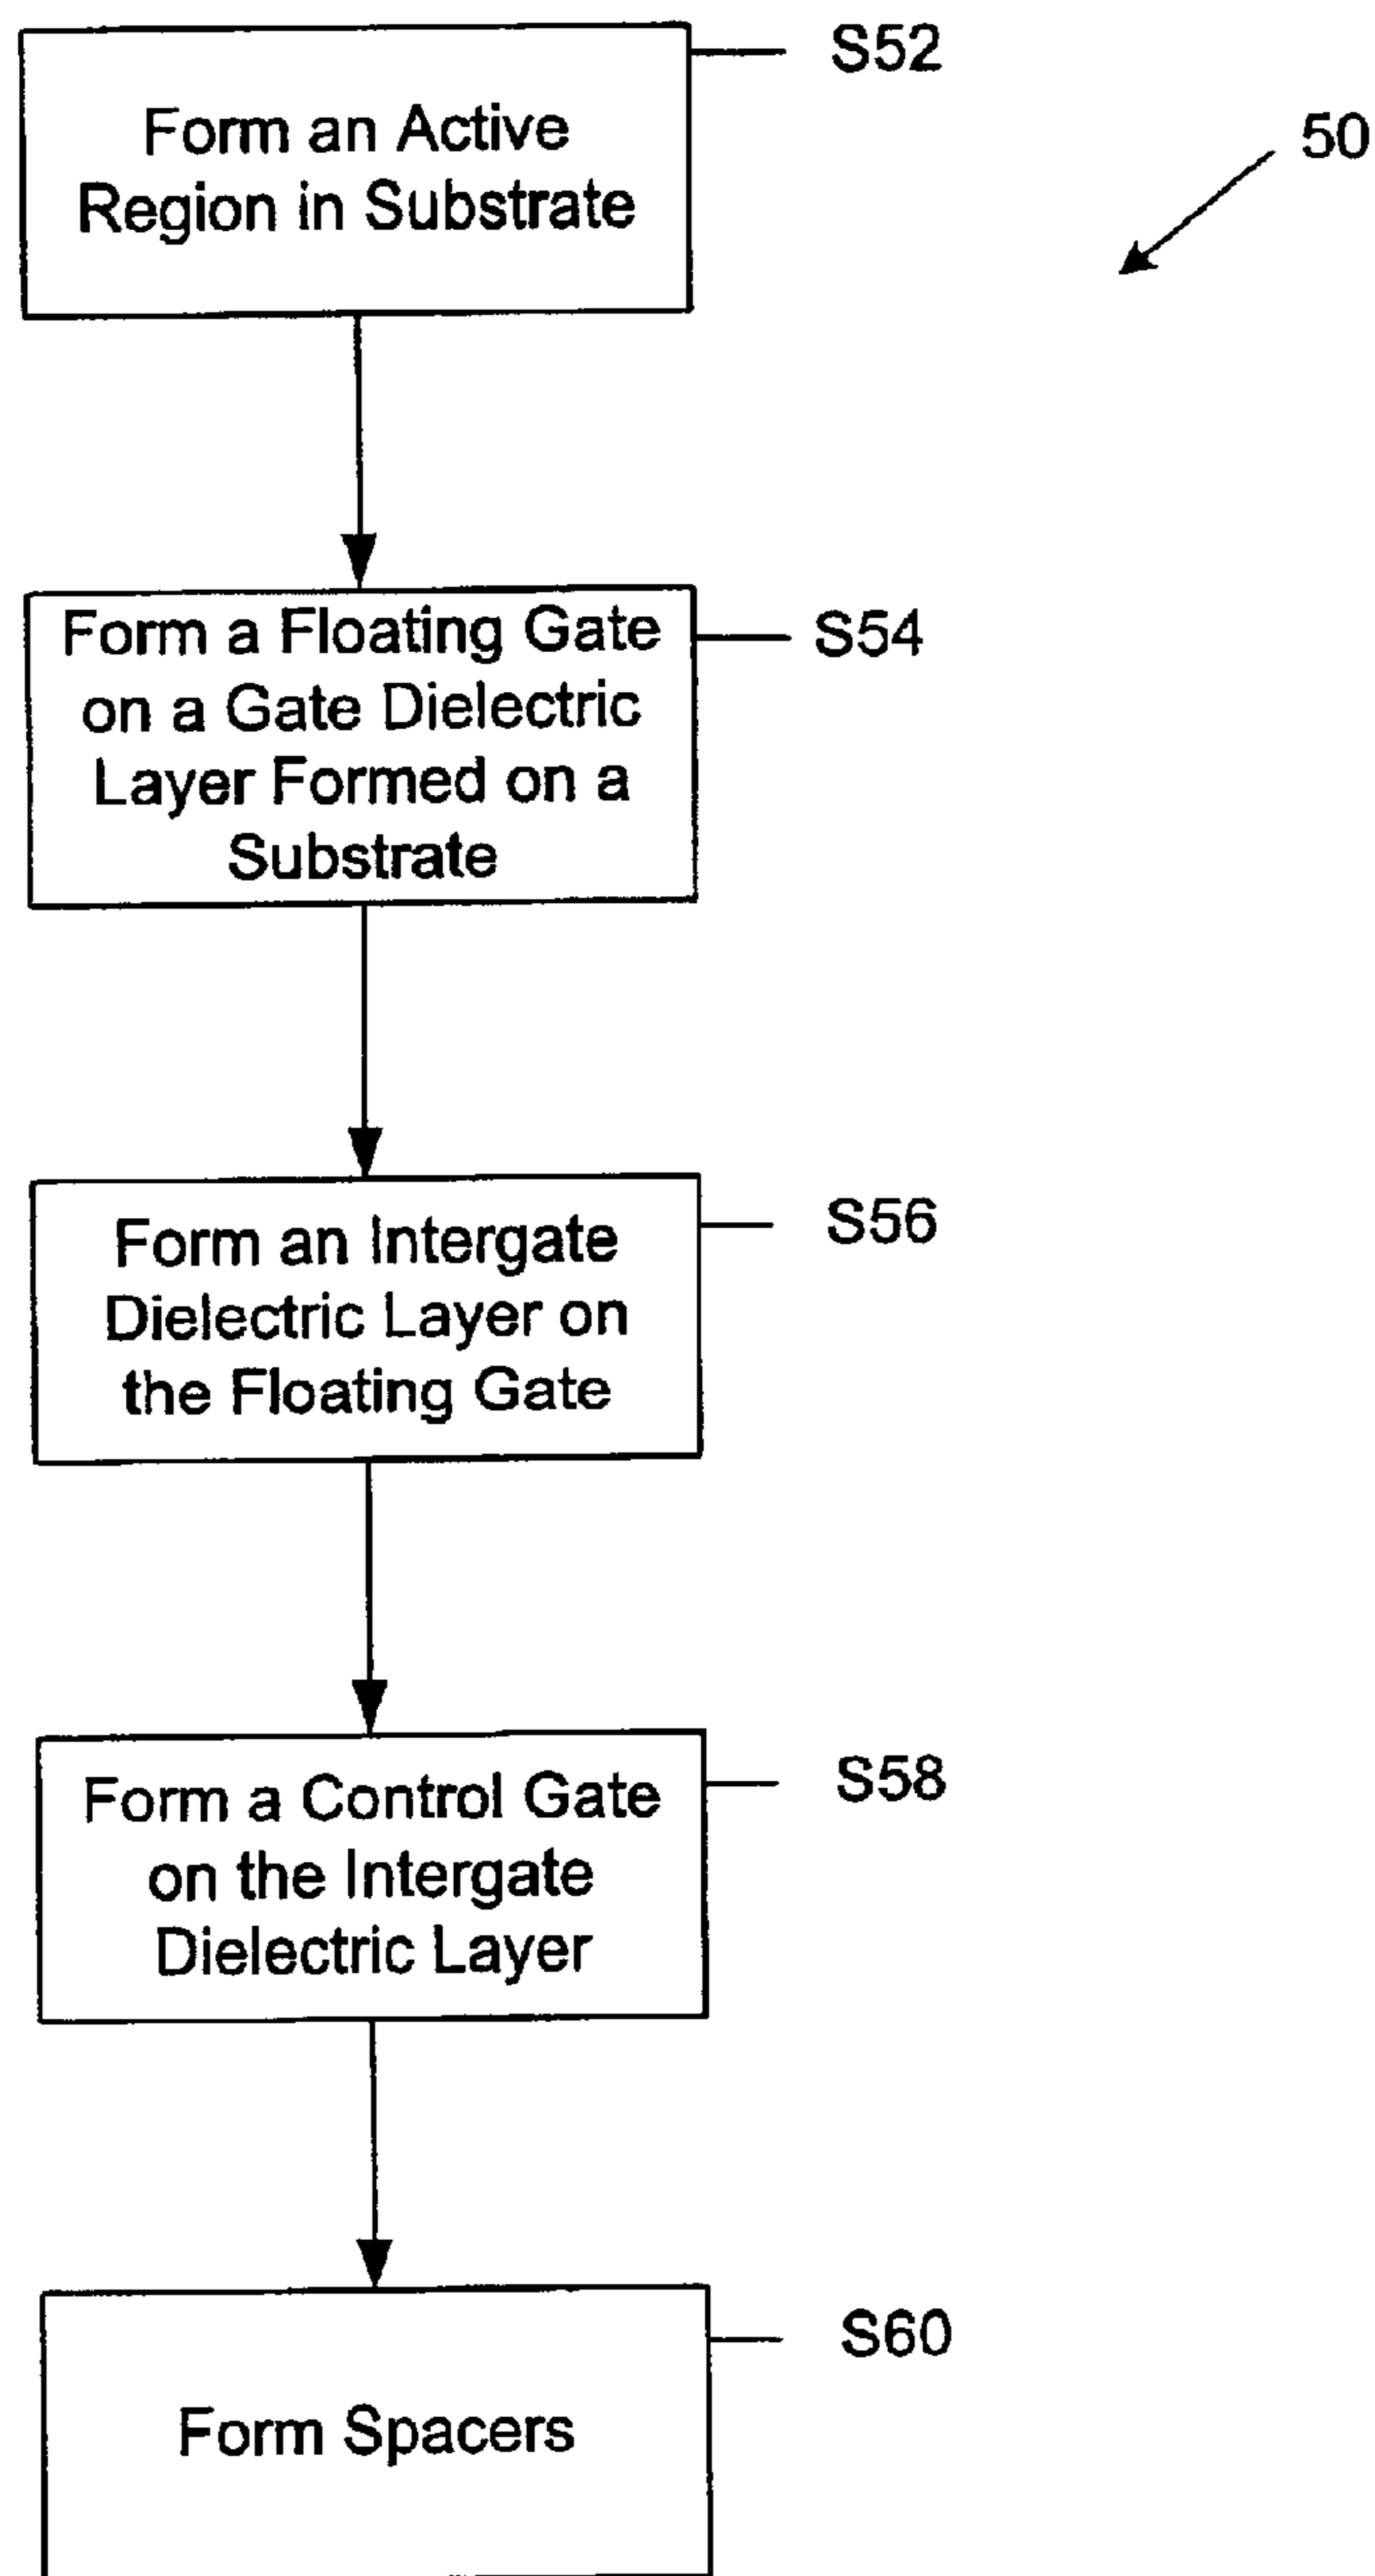 S52
Form an Active
Region in Substrate
50
Form a Floating Gate
on a Gate Dielectric
Layer Formed on a
Substrate
S54
Form an Intergate
Dielectric Layer on
the Floating Gate
S56
Form a Control Gate
on the Intergate
Dielectric Layer
S58
Form Spacers
S60